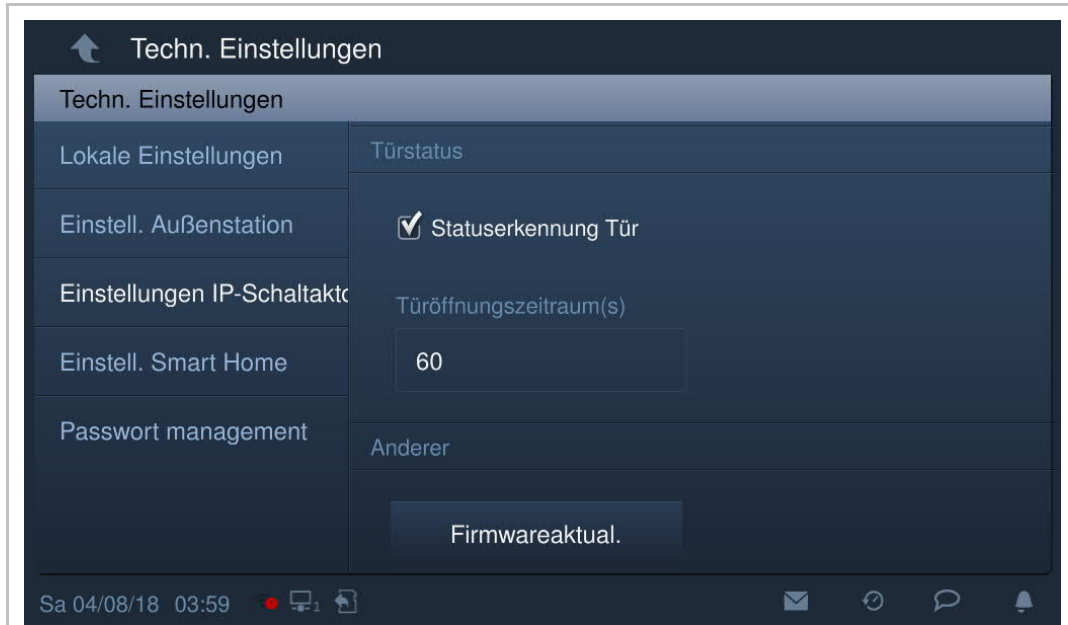 Techn. Einstellungen
Techn. Einstellungen
Lokale Einstellungen
Einstell. Außenstation
Einstellungen IP-Schaltakto
Einstell. Smart Home
Passwort management
Türstatus
Statuserkennung Tür
Türöffnungszeitraum(s)
60
Anderer
Firmwareaktual.
Sa 04/08/18 03:59
1